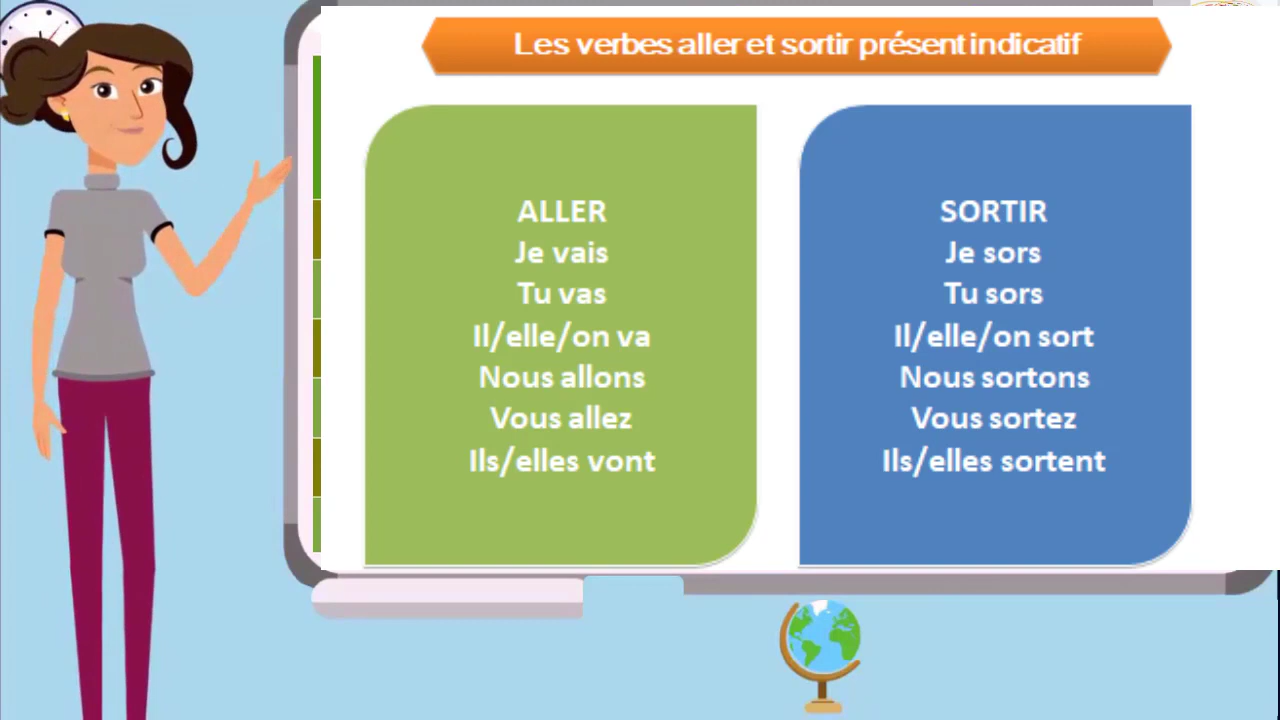 Les verbes aller et sortir présent indicatif
ALLER
Je vais
Tu vas
Il/elle/on va
Nous allons
Vous allez
Ils/elles vont
SORTIR
Je sors
Tu sors
Il/elle/on sort
Nous sortons
Vous sortez
Ils/elles sortent